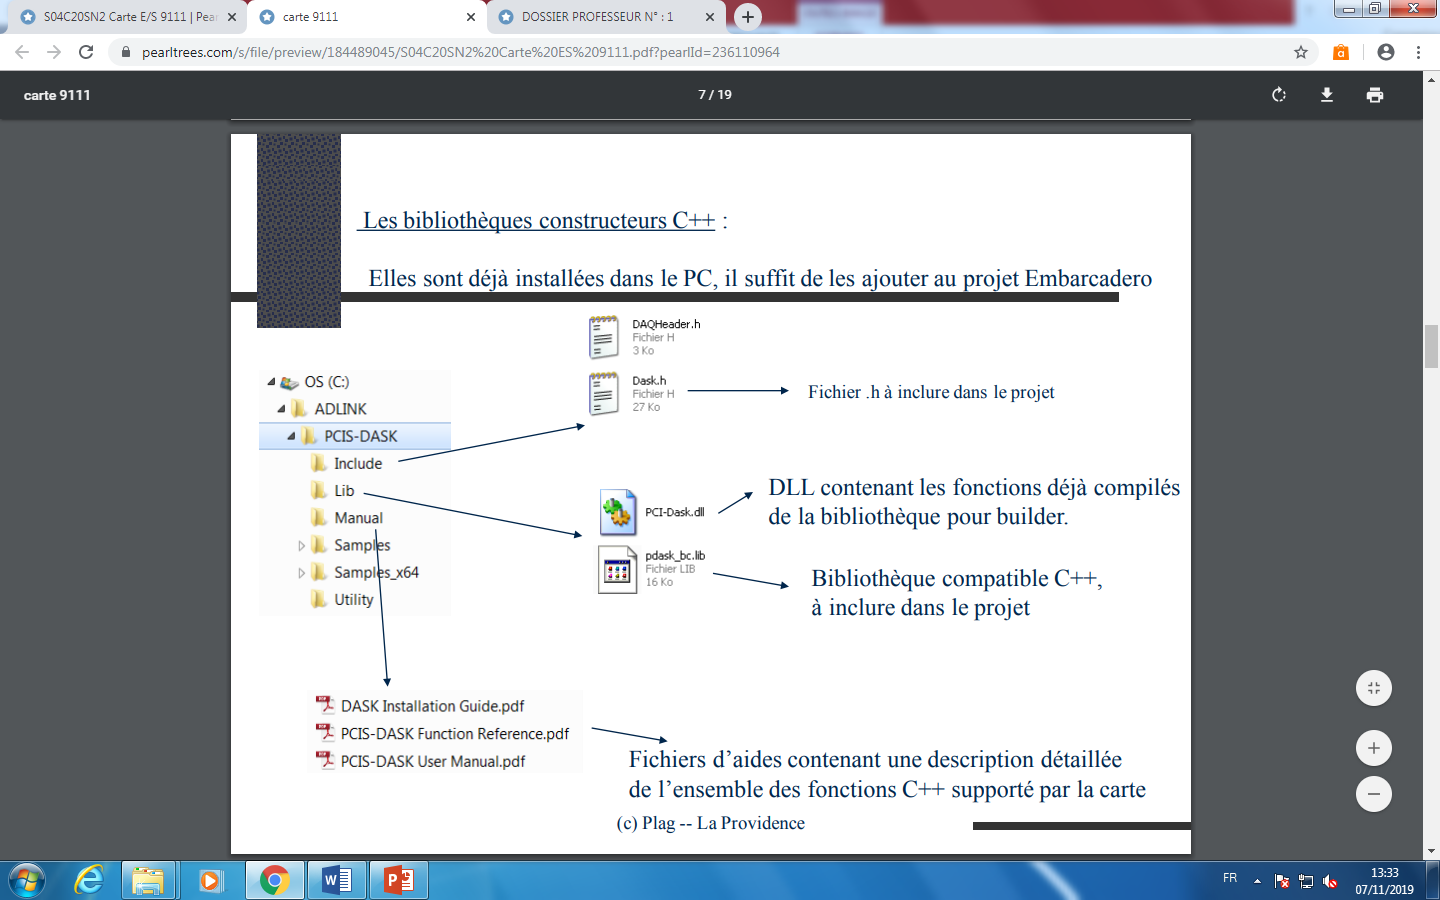 S04C20SN2 Carte E/S 9111 | Pear
carte 9111
DOSSIER PROFESSEUR N° : 1
pearltrees.com/s/file/preview/184489045/S04C20SN2%20Carte%20ES%209111.pdf?pearlId=236110964
carte 9111
7 / 19
Les bibliothèques constructeurs C++ :
Elles sont déjà installées dans le PC, il suffit de les ajouter au projet Embarcadero
DAQHeader.h
Fichier H
3 Ko
Dask.h
Fichier H
27 Ko
Fichier .h à inclure dans le projet
OS (C:)
ADLINK
PCIS-DASK
Include
Lib
Manual
Samples
Samples_x64
Utility
PCI-Dask.dll
DLL contenant les fonctions déjà compilés
de la bibliothèque pour builder.
pdask_bc.lib
Fichier LIB
16 Ko
Bibliothèque compatible C++,
à inclure dans le projet
DASK Installation Guide.pdf
PCIS-DASK Function Reference.pdf
PCIS-DASK User Manual.pdf
Fichiers d’aides contenant une description détaillée
de l’ensemble des fonctions C++ supporté par la carte
(c) Plag -- La Providence
FR
13:33
07/11/2019